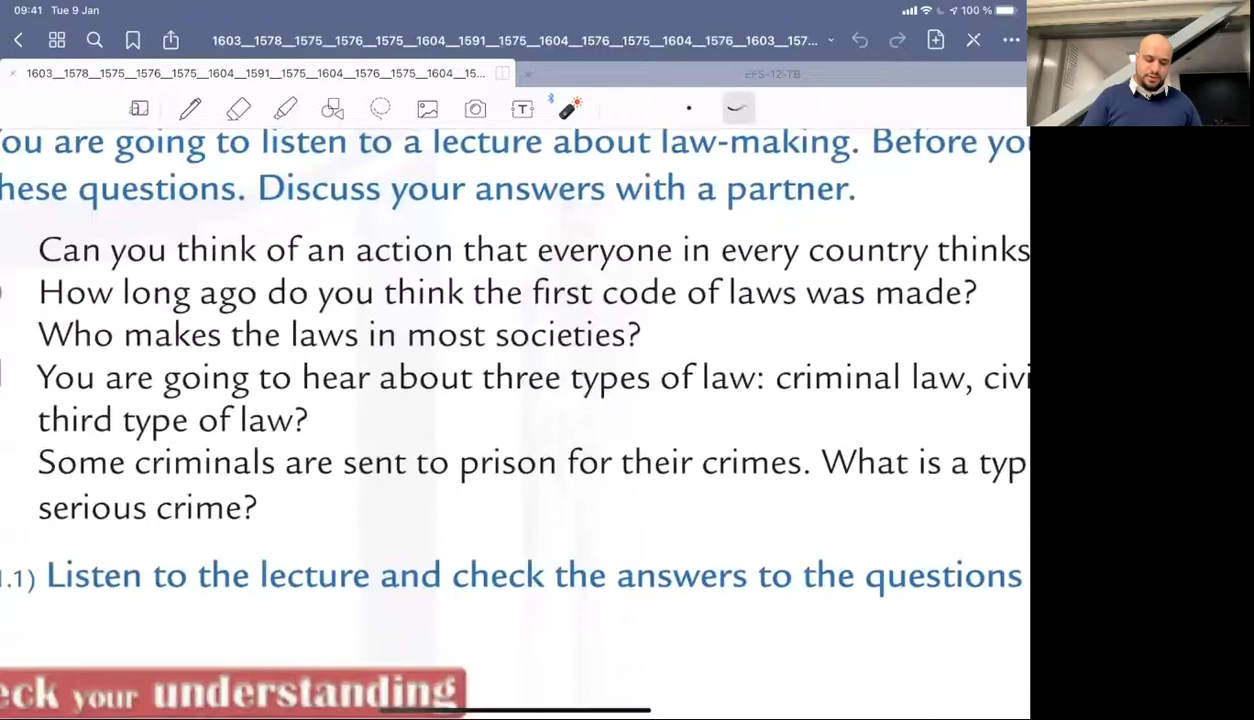 09:41 Tue 9 Jan
100 %
1603__1578__1575__1576__1575__1604__1591__1575__1604__1576__1575__1604__1576__1603__157...
1603__1578__1575__1576__1575__1604__1591__1575__1604__1576__1575__1604__15...
EFS-12-TB
ou are going to listen to a lecture about law-making. Before yo
hese questions. Discuss your answers with a partner.
Can you think of an action that everyone in every country thinks
How long ago do you think the first code of laws was made?
Who makes the laws in most societies?
You are going to hear about three types of law: criminal law, civi
third type of law?
Some criminals are sent to prison for their crimes. What is a typ
serious crime?
.1) Listen to the lecture and check the answers to the questions
eck your understanding